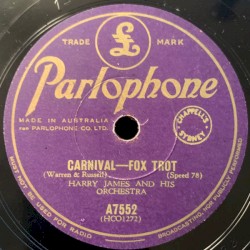 TRADE MARK
Parlophone
MADE IN AUSTRALIA
FOR PARLOPHONE CO. LTD.
CHAPPELL'S
SYDNEY
CARNIVAL—FOX TROT
(Warren & Russell) (Speed 78)
HARRY JAMES AND HIS
ORCHESTRA
A7552
(HCO1272)